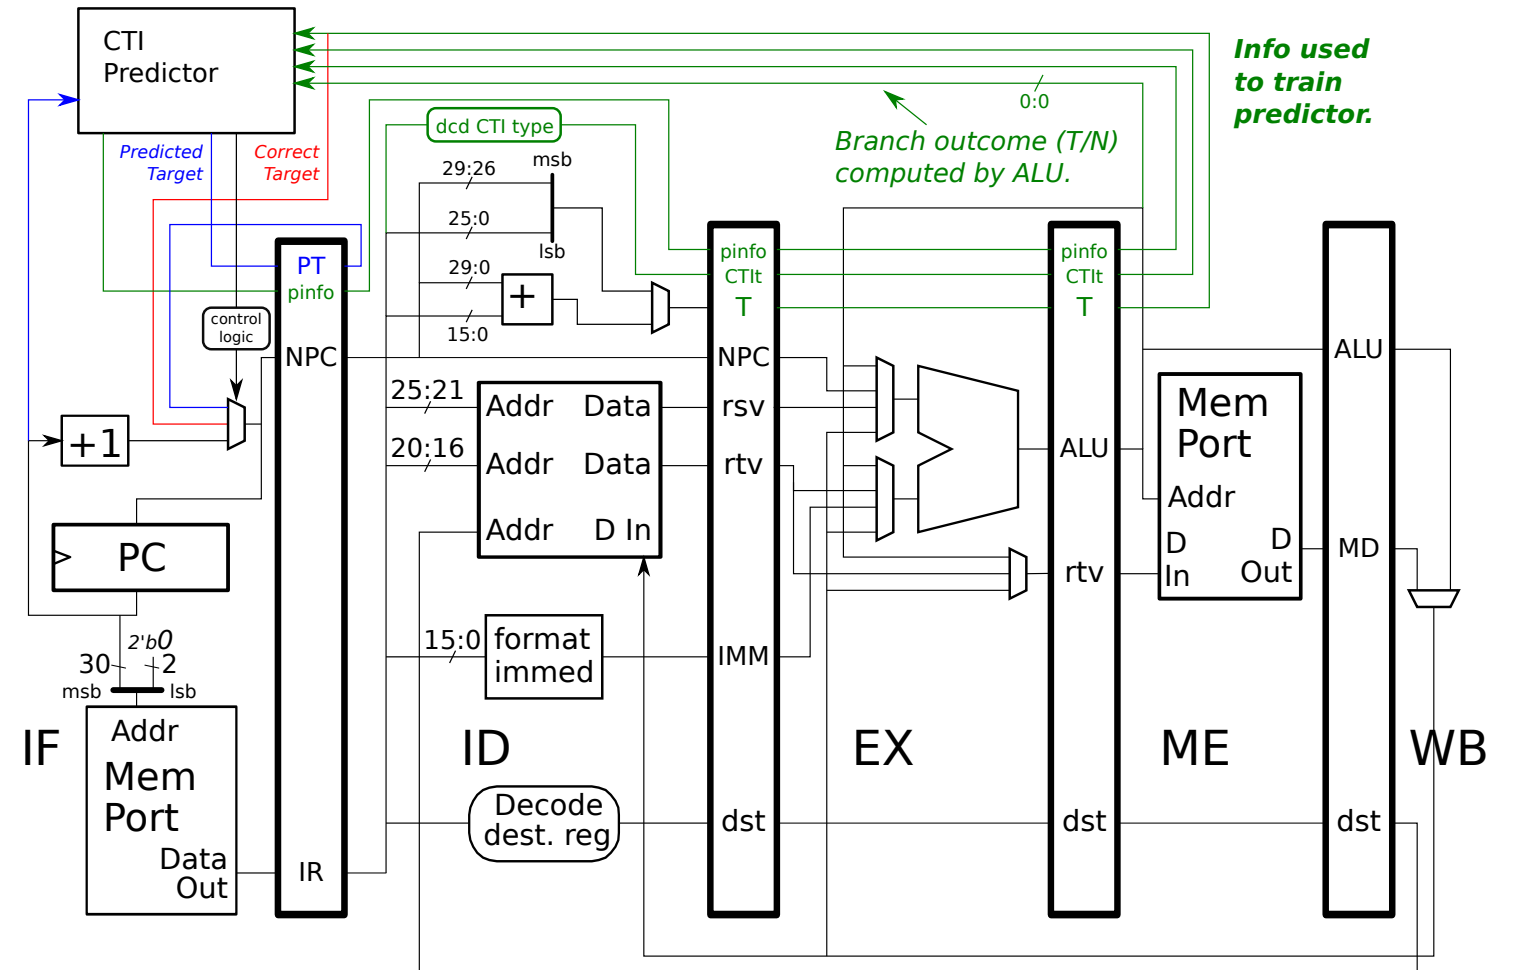 CTI
Predictor
Predicted
Target
Correct
Target
Info used
to train
predictor.
0:0
Branch outcome (T/N)
computed by ALU.
dcd CTI type
29:26
msb
25:0
lsb
29:0
+
15:0
PT
pinfo
control
logic
NPC
IR
+1
PC
2'b0
30
2
msb
lsb
Addr
Mem
Port
Data
Out
IF
25:21
20:16
Addr
Data
Addr
Data
Addr
D In
15:0
format
immed
ID
Decode
dest. reg
pinfo
CTIt
T
NPC
rsv
rtv
IMM
dst
EX
pinfo
CTIt
T
ALU
rtv
dst
Mem
Port
Addr
D
In
D
Out
ME
ALU
MD
dst
WB